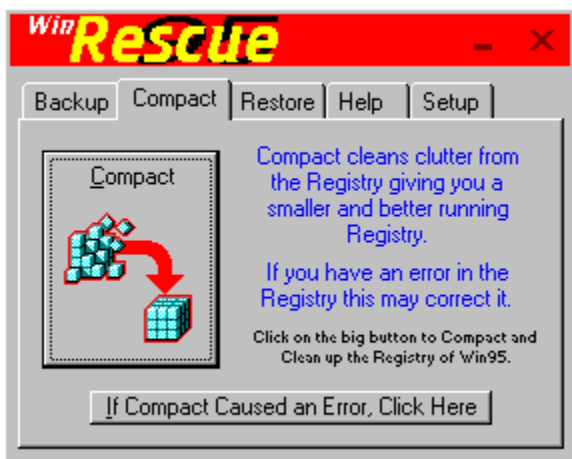 WinRescue
Backup Compact Restore Help Setup
Compact
Compact cleans clutter from
the Registry giving you a
smaller and better running
Registry.
If you have an error in the
Registry this may correct it.
Click on the big button to Compact and
Clean up the Registry of Win95.
If Compact Caused an Error, Click Here